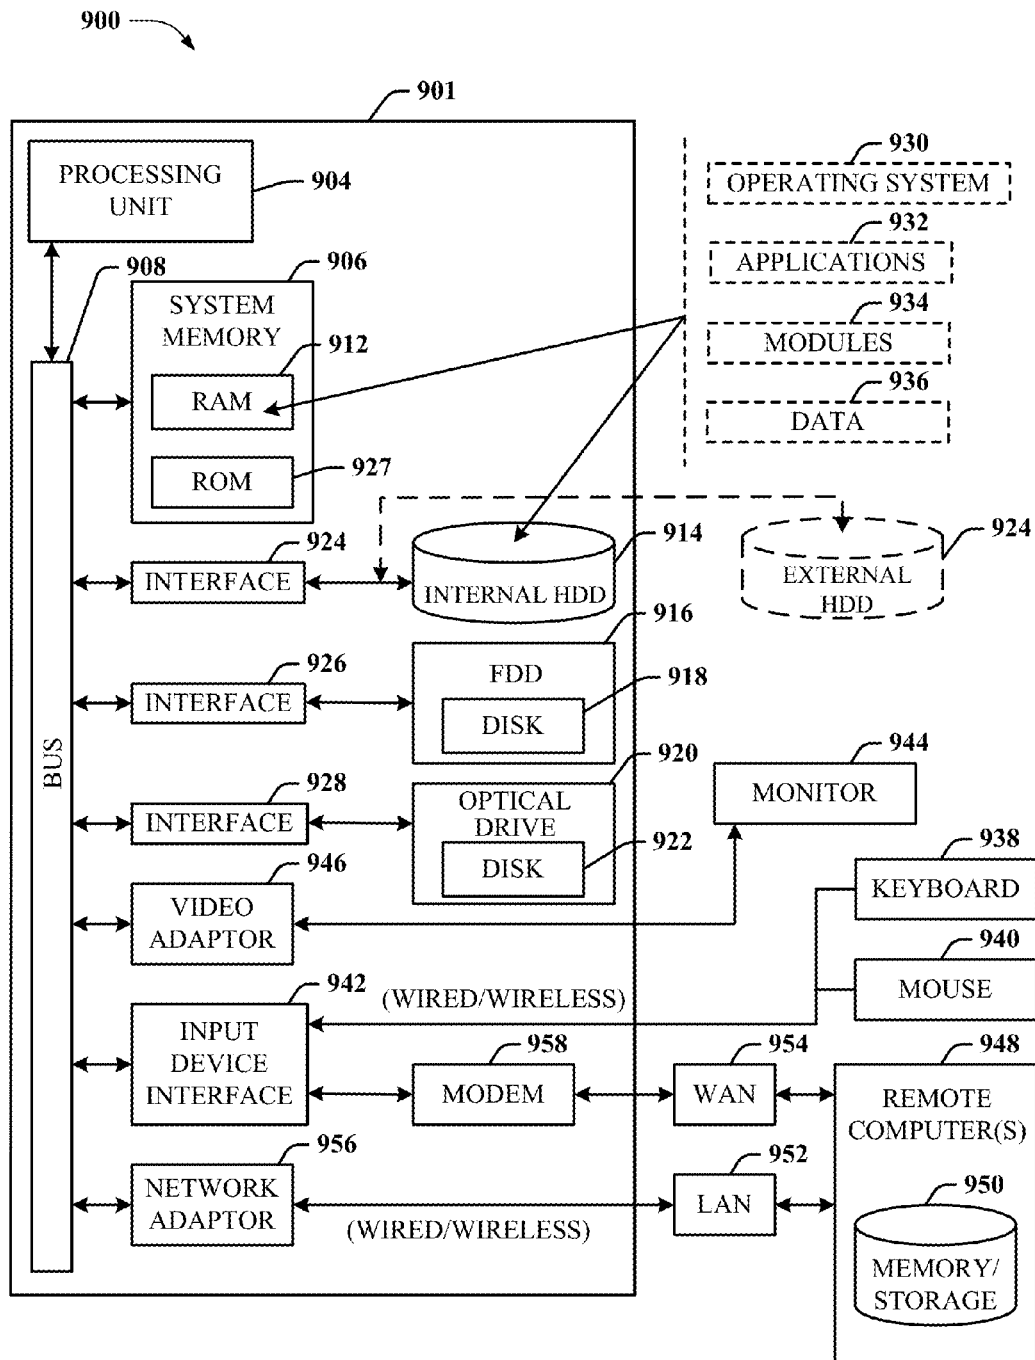 900
901
PROCESSING
UNIT
904
908
906
SYSTEM
MEMORY
912
RAM
ROM
927
930
OPERATING SYSTEM
932
APPLICATIONS
934
MODULES
936
DATA
924
INTERFACE
914
INTERNAL HDD
924
EXTERNAL
HDD
926
INTERFACE
916
FDD
918
DISK
BUS
928
INTERFACE
920
OPTICAL
DRIVE
922
DISK
944
MONITOR
946
VIDEO
ADAPTOR
938
KEYBOARD
940
MOUSE
942
INPUT
DEVICE
INTERFACE
(WIRED/WIRELESS)
958
MODEM
954
WAN
948
REMOTE
COMPUTER(S)
956
NETWORK
ADAPTOR
(WIRED/WIRELESS)
952
LAN
950
MEMORY/
STORAGE